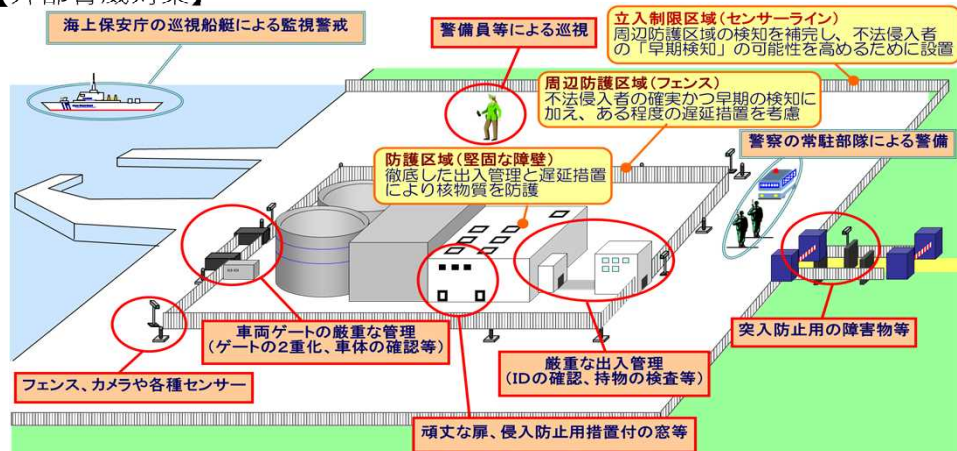 【外部脅威対策】
海上保安庁の巡視船艇による監視警戒
警備員等による巡視
立入制限区域(センサーライン)
周辺防護区域の検知を補完し、不法侵入者
の「早期検知」の可能性を高めるために設置
周辺防護区域(フェンス)
不法侵入者の確実かつ早期の検知に
加え、ある程度の遅延措置を考慮
警察の常駐部隊による警備
防護区域(堅固な障壁)
徹底した出入管理と遅延措置
により核物質を防護
車両ゲートの厳重な管理
(ゲートの2重化、車体の確認等)
突入防止用の障害物等
厳重な出入管理
(IDの確認、持物の検査等)
フェンス、カメラや各種センサー
頑丈な扉、侵入防止用措置付の窓等